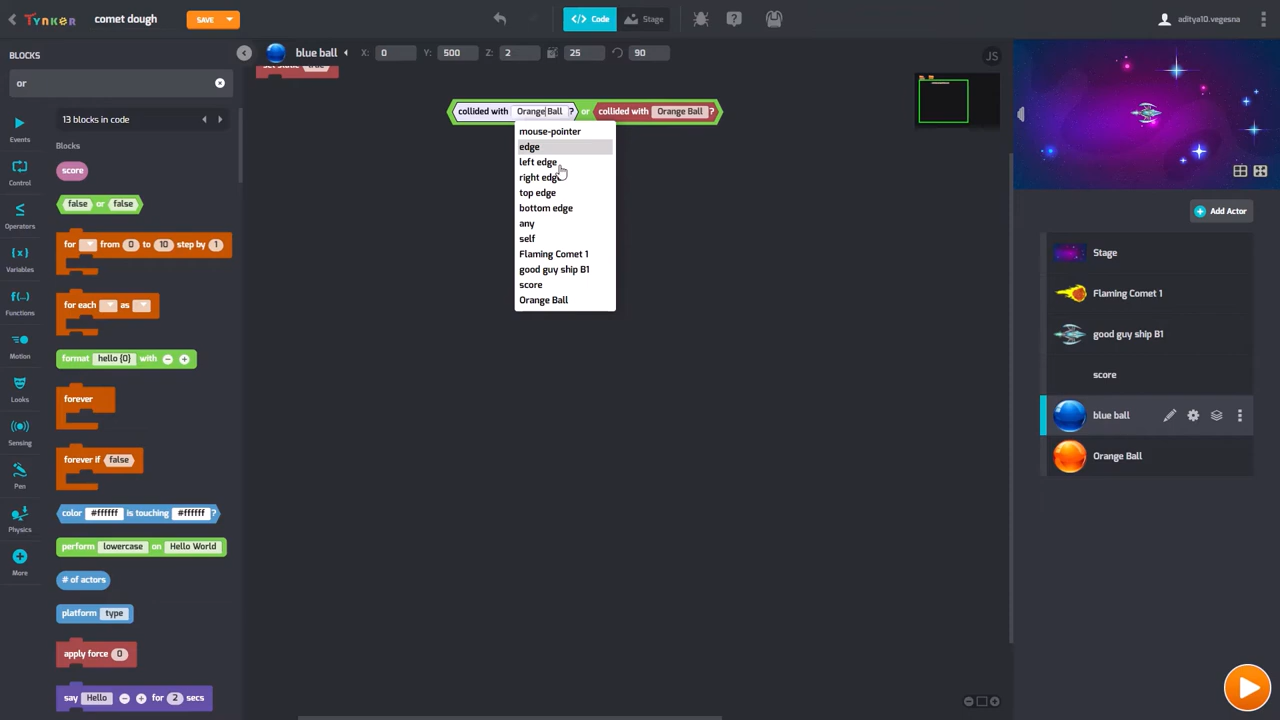 TYNKER
comet dough
SAVE
</> Code
Stage
aditya10.vegesna
BLOCKS
blue ball
X: 0
Y: 500
Z: 2
25
90
JS
or
13 blocks in code
Events
Control
Operators
(x)
Variables
f(...)
Functions
Motion
Looks
Sensing
Pen
Physics
More
Blocks
score
false or false
for from 0 to 10 step by 1
for each as
format hello {0} with
forever
forever if false
color #ffffff is touching #ffffff ?
perform lowercase on Hello World
# of actors
platform type
apply force 0
say Hello for 2 secs
set static true
collided with Orange Ball ? or collided with Orange Ball ?
mouse-pointer
edge
left edge
right edge
top edge
bottom edge
any
self
Flaming Comet 1
good guy ship B1
score
Orange Ball
Add Actor
Stage
Flaming Comet 1
good guy ship B1
score
blue ball
Orange Ball